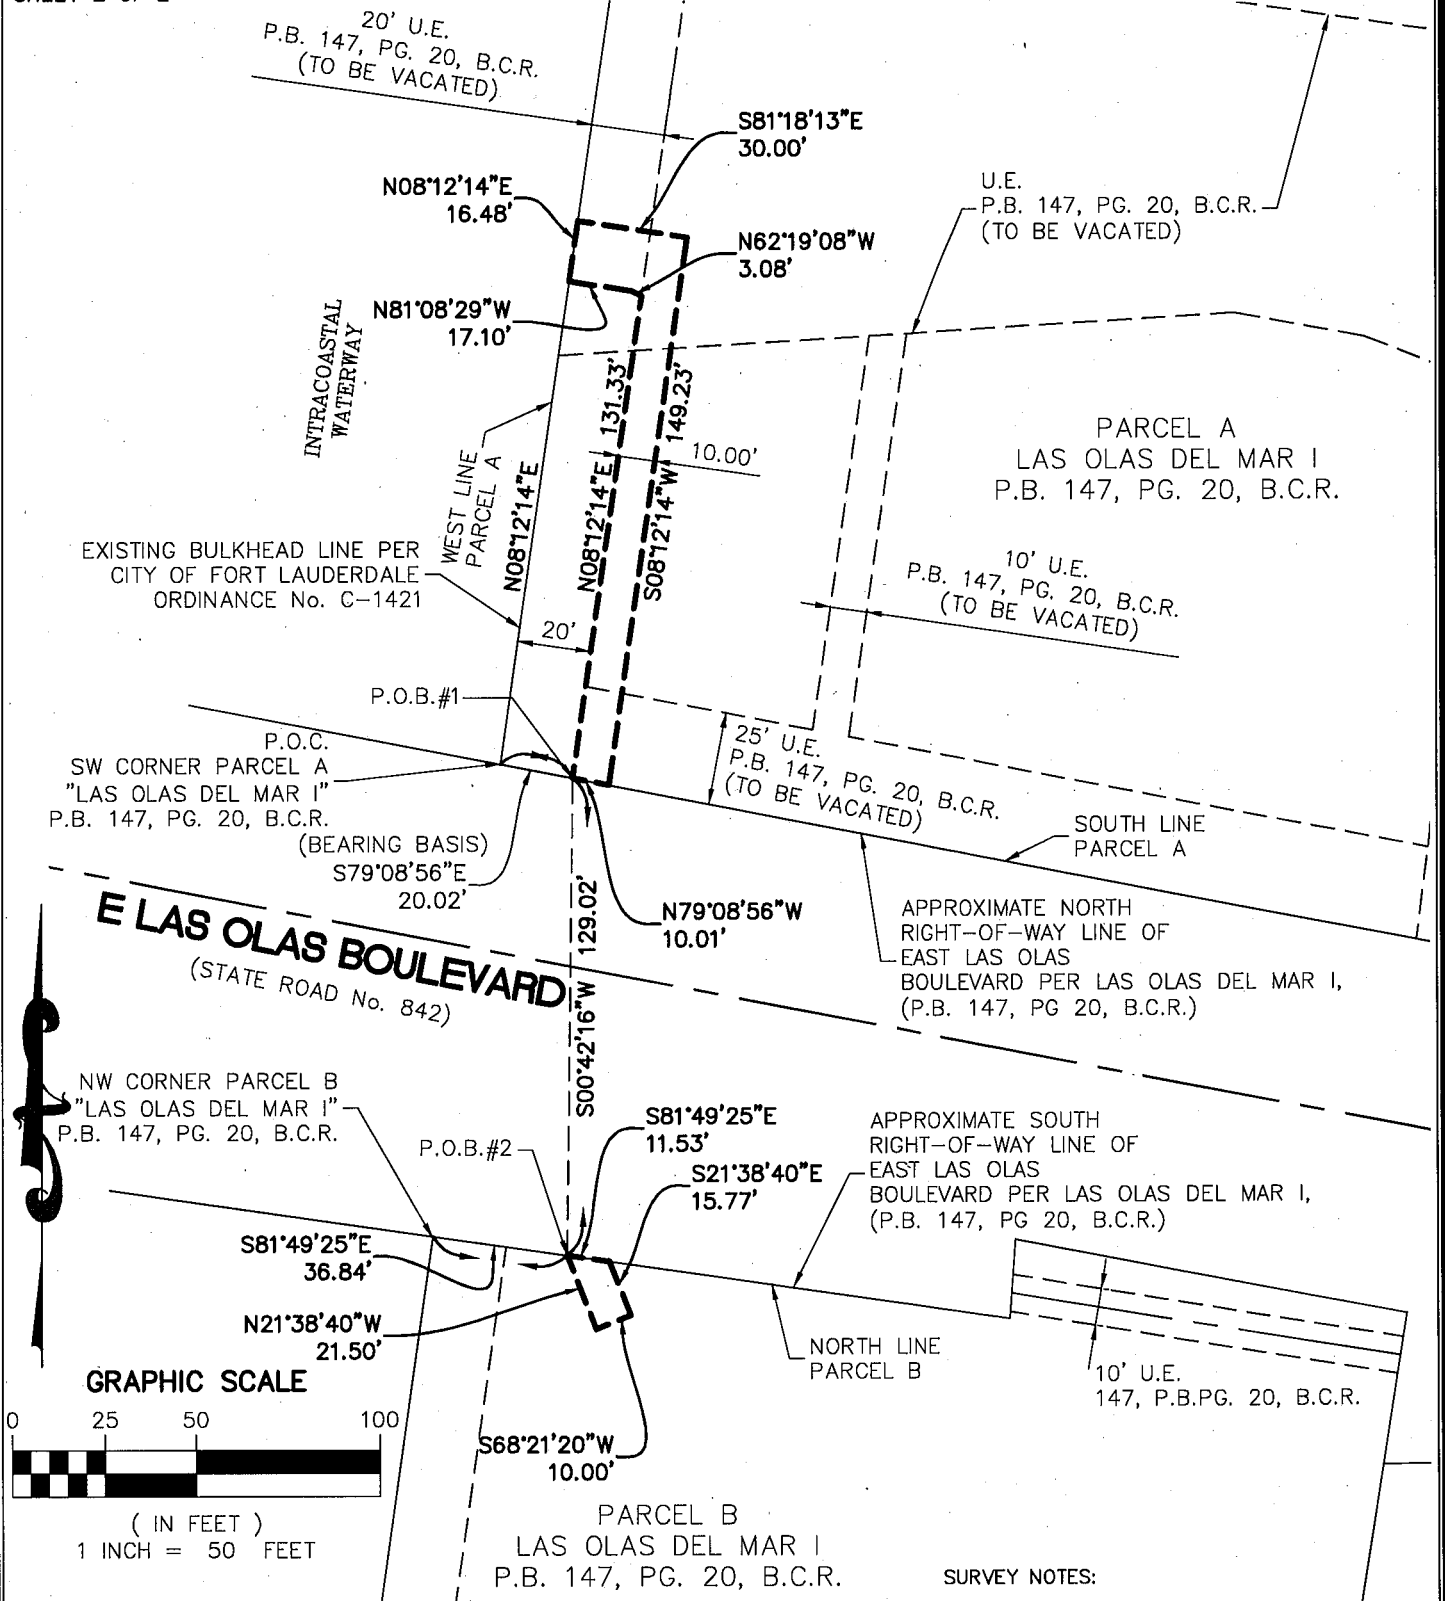 20' U.E.
P.B. 147, PG. 20, B.C.R.
(TO BE VACATED)
S81°18'13"E
30.00'
N08°12'14"E
16.48'
U.E.
P.B. 147, PG. 20, B.C.R.
(TO BE VACATED)
N62°19'08"W
3.08'
N81°08'29"W
17.10'
INTRACOASTAL
WATERWAY
131.33'
149.23'
10.00'
PARCEL A
LAS OLAS DEL MAR I
P.B. 147, PG. 20, B.C.R.
WEST LINE
PARCEL A
N08°12'14"E
N08°12'14"E
S08°12'14"W
EXISTING BULKHEAD LINE PER
CITY OF FORT LAUDERDALE
ORDINANCE No. C-1421
10' U.E.
P.B. 147, PG. 20, B.C.R.
(TO BE VACATED)
20'
P.O.B.#1
P.O.C.
SW CORNER PARCEL A
"LAS OLAS DEL MAR I"
P.B. 147, PG. 20, B.C.R.
25' U.E.
P.B. 147, PG. 20, B.C.R.
(TO BE VACATED)
SOUTH LINE
PARCEL A
(BEARING BASIS)
S79°08'56"E
20.02'
N79°08'56"W
10.01'
APPROXIMATE NORTH
RIGHT-OF-WAY LINE OF
EAST LAS OLAS
BOULEVARD PER LAS OLAS DEL MAR I,
(P.B. 147, PG 20, B.C.R.)
E LAS OLAS BOULEVARD
(STATE ROAD No. 842)
S00°42'16"W 129.02'
NW CORNER PARCEL B
"LAS OLAS DEL MAR I"
P.B. 147, PG. 20, B.C.R.
P.O.B.#2
S81°49'25"E
11.53'
S21°38'40"E
15.77'
APPROXIMATE SOUTH
RIGHT-OF-WAY LINE OF
EAST LAS OLAS
BOULEVARD PER LAS OLAS DEL MAR I,
(P.B. 147, PG 20, B.C.R.)
S81°49'25"E
36.84'
N21°38'40"W
21.50'
NORTH LINE
PARCEL B
10' U.E.
147, P.B.PG. 20, B.C.R.
GRAPHIC SCALE
0 25 50 100
( IN FEET )
1 INCH = 50 FEET
S68°21'20"W
10.00'
PARCEL B
LAS OLAS DEL MAR I
P.B. 147, PG. 20, B.C.R.
SURVEY NOTES: